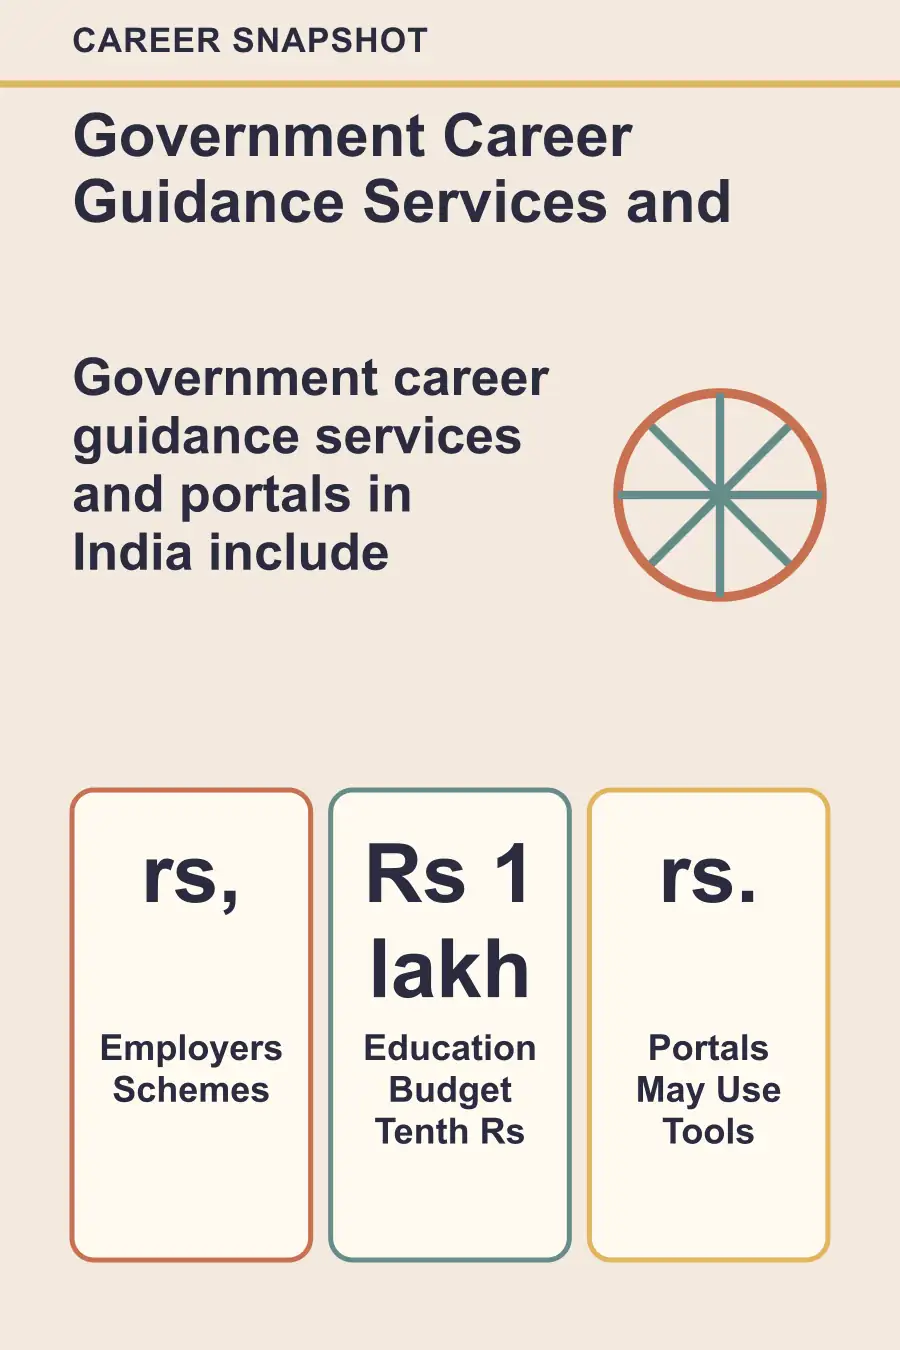 CAREER SNAPSHOT
Government Career
Guidance Services and
Government career
guidance services
and portals in
India include
rs,
Employers
Schemes
Rs 1
lakh
Education
Budget
Tenth Rs
rs.
Portals
May Use
Tools